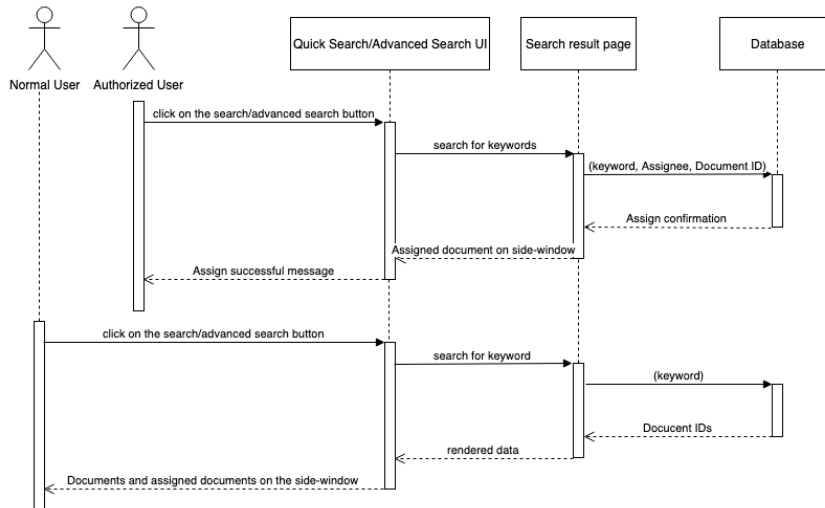 Quick Search/Advanced Search UI
Search result page
Database
Normal User
Authorized User
click on the search/advanced search button
search for keywords
(keyword, Assignee, Document ID)
Assign confirmation
Assigned document on side-window
Assign successful message
click on the search/advanced search button
search for keyword
(keyword)
Docucent IDs
rendered data
Documents and assigned documents on the side-window